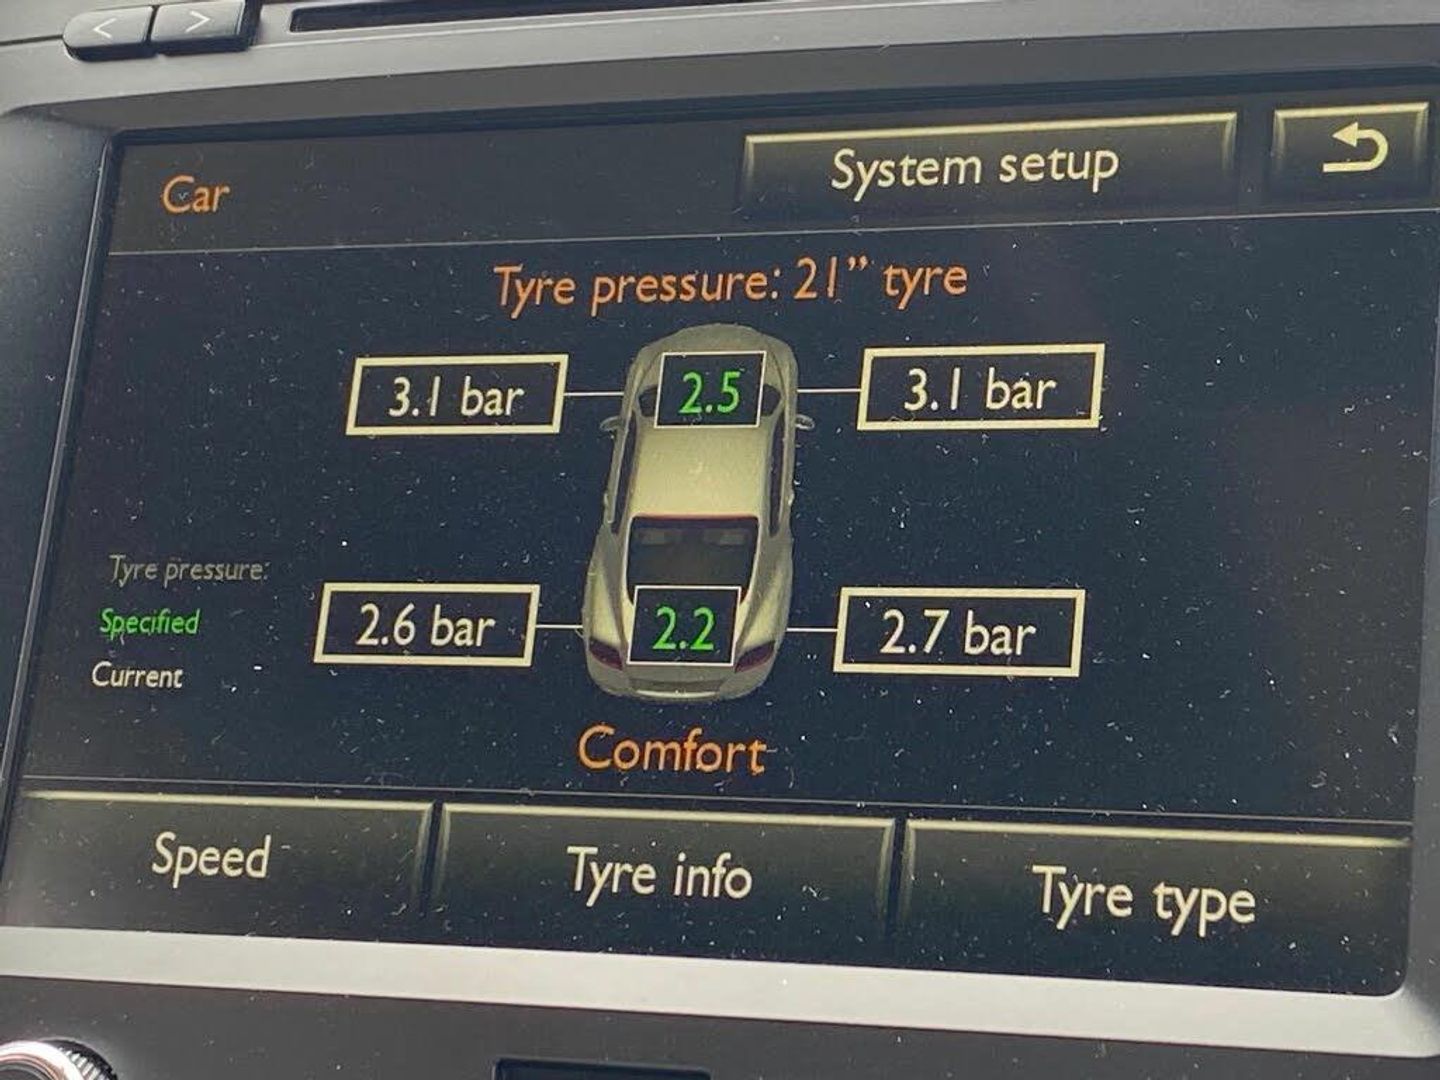 Car
System setup
Tyre pressure: 21" tyre
3.1 bar
2.5
3.1 bar
Tyre pressure:
Specified
Current
2.6 bar
2.2
2.7 bar
Comfort
Speed
Tyre info
Tyre type